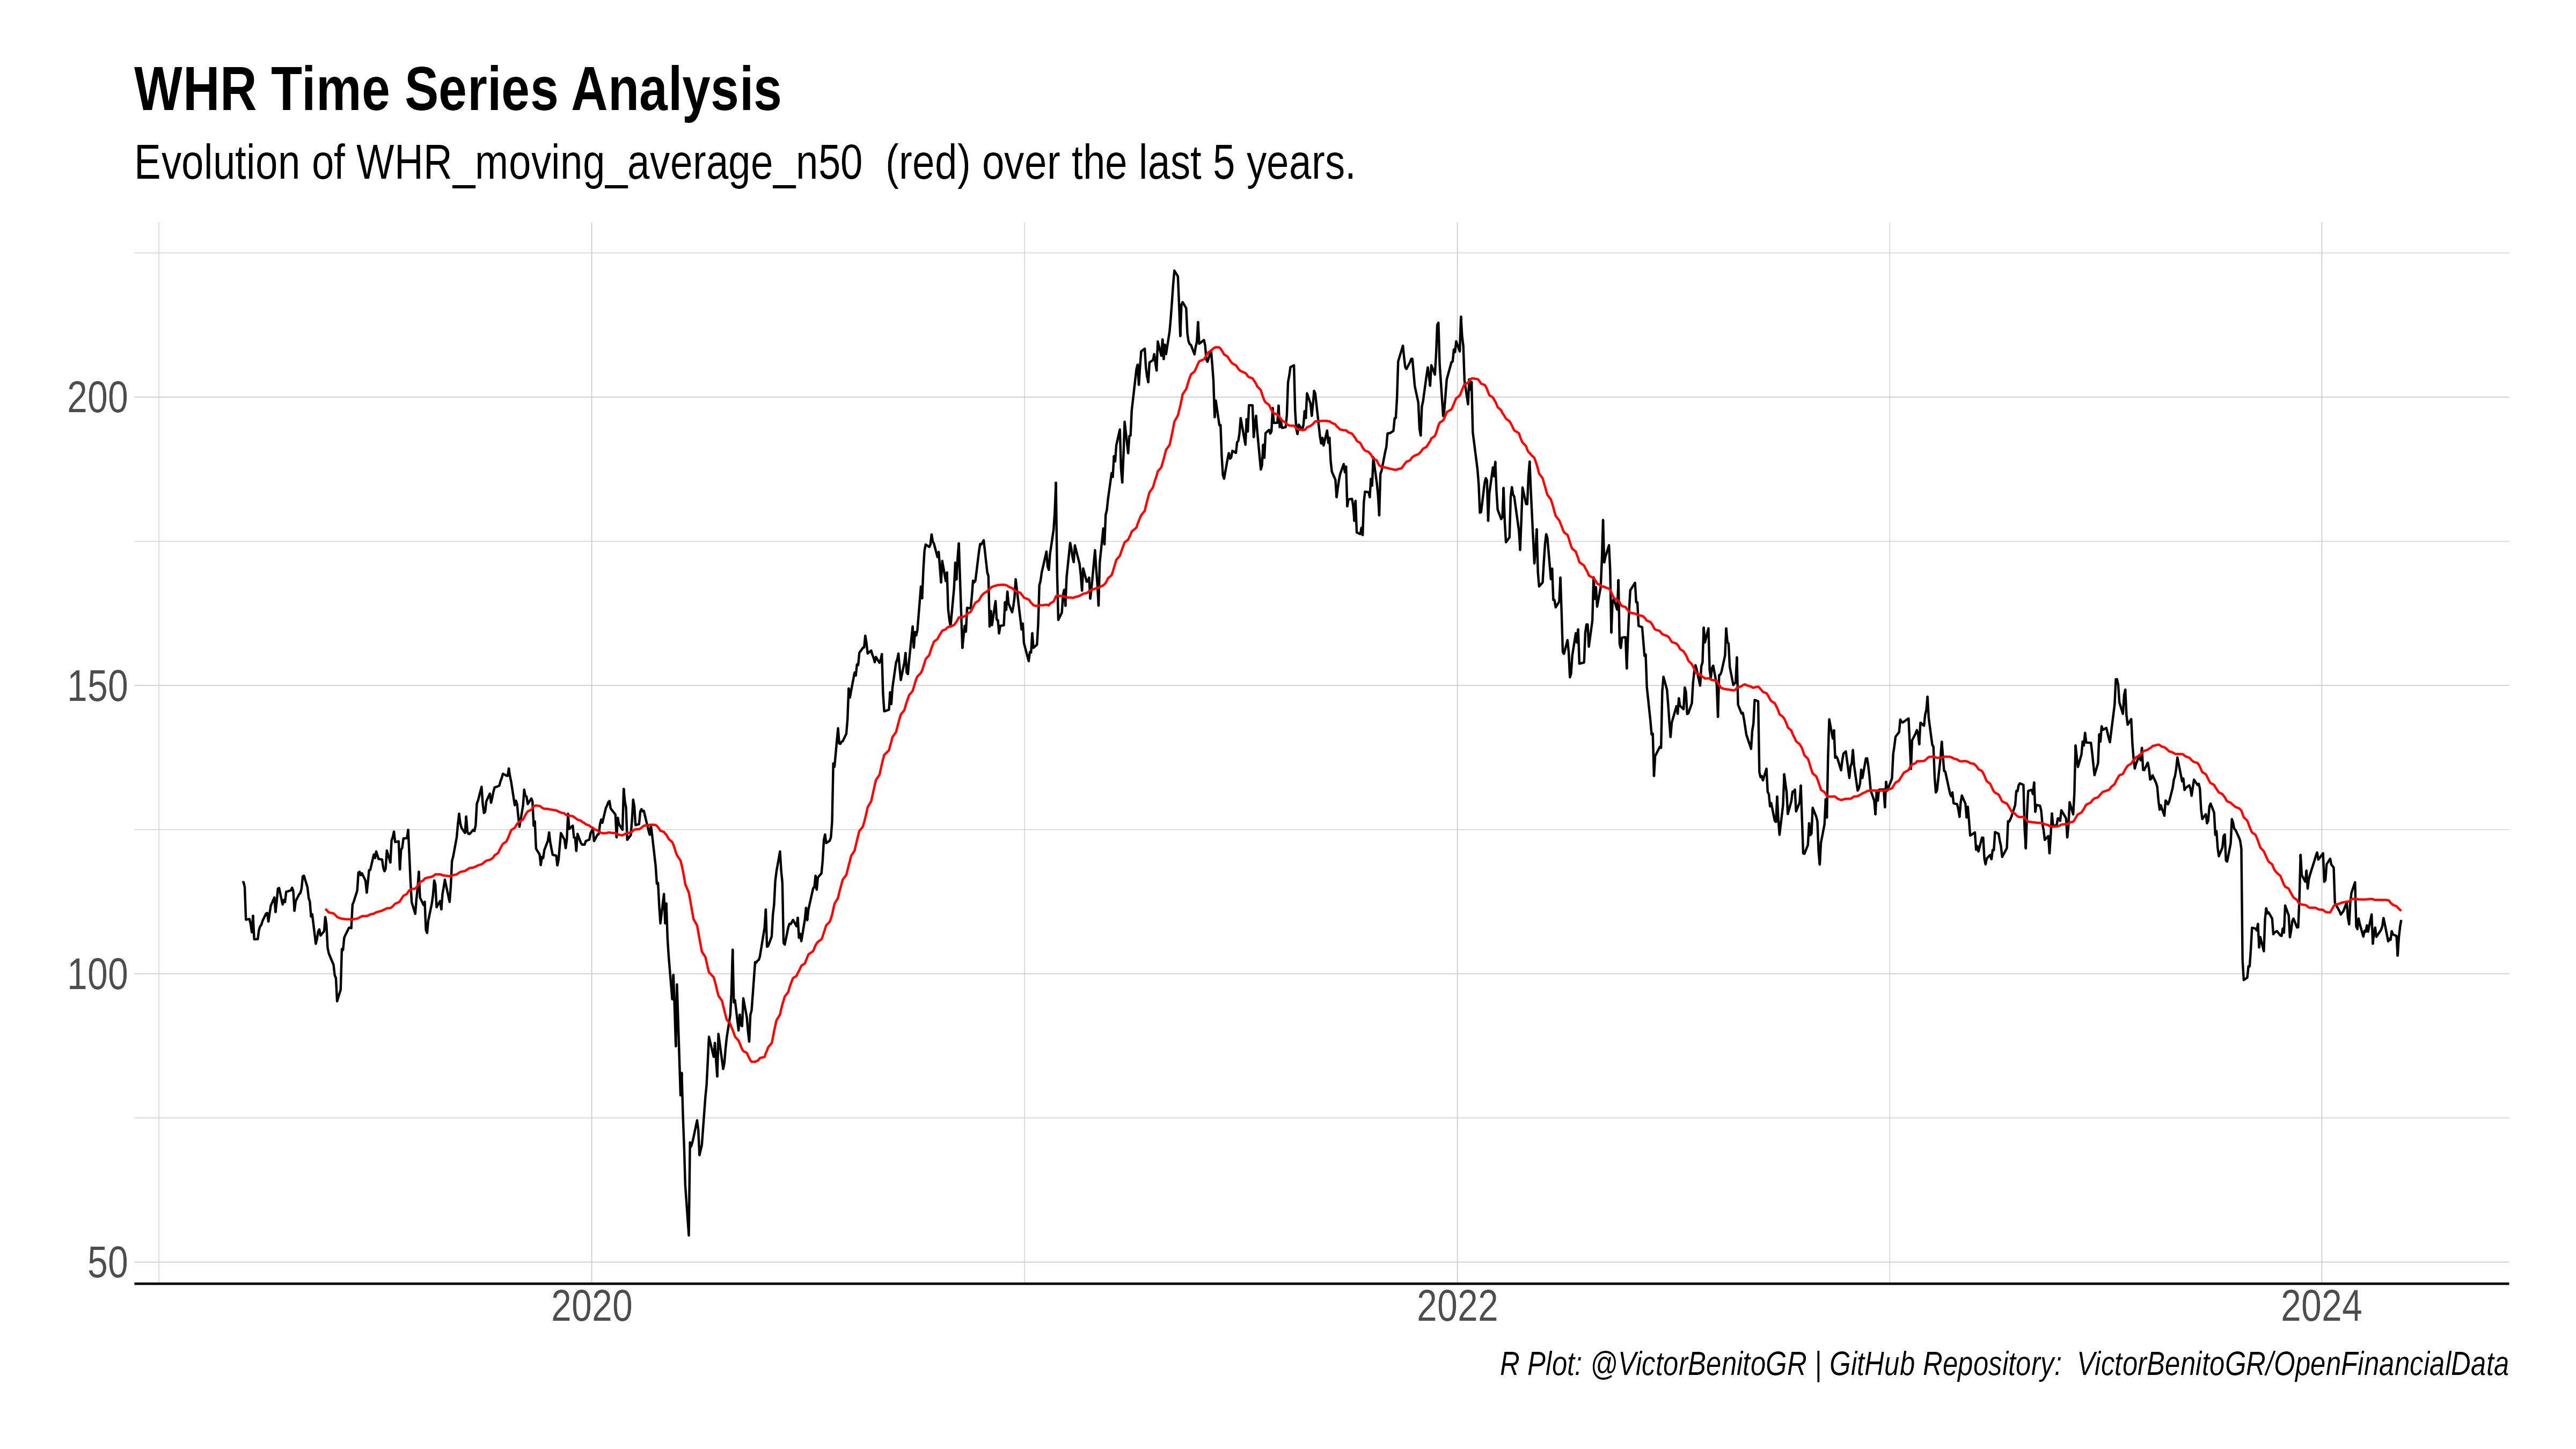 WHR Time Series Analysis
Evolution of WHR_moving_average_n50  (red) over the last 5 years.
200
150
100
50
2020 2022 2024
R Plot: @VictorBenitoGR | GitHub Repository:  VictorBenitoGR/OpenFinancialData